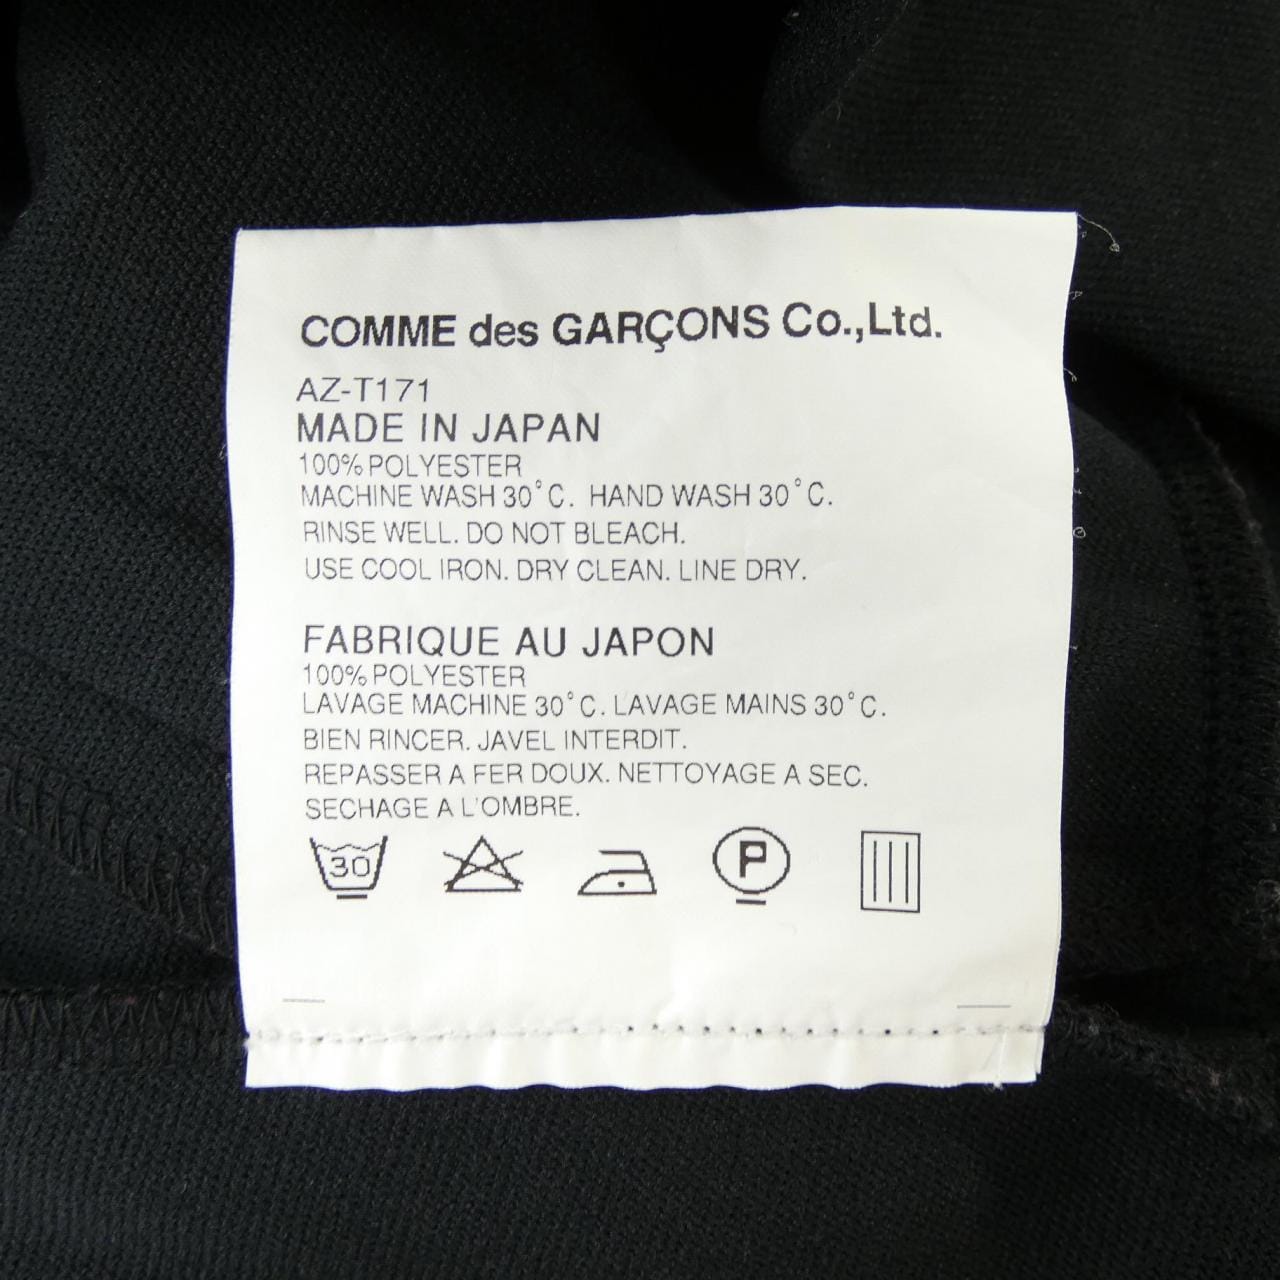 COMME des GARÇONS Co.,Ltd.
AZ-T171
MADE IN JAPAN
100% POLYESTER
MACHINE WASH 30°C. HAND WASH 30°C.
RINSE WELL. DO NOT BLEACH.
USE COOL IRON. DRY CLEAN. LINE DRY.
FABRIQUE AU JAPON
100% POLYESTER
LAVAGE MACHINE 30°C. LAVAGE MAINS 30°C.
BIEN RINCER. JAVEL INTERDIT.
REPASSER A FER DOUX. NETTOYAGE A SEC.
SECHAGE A L'OMBRE.
30 P